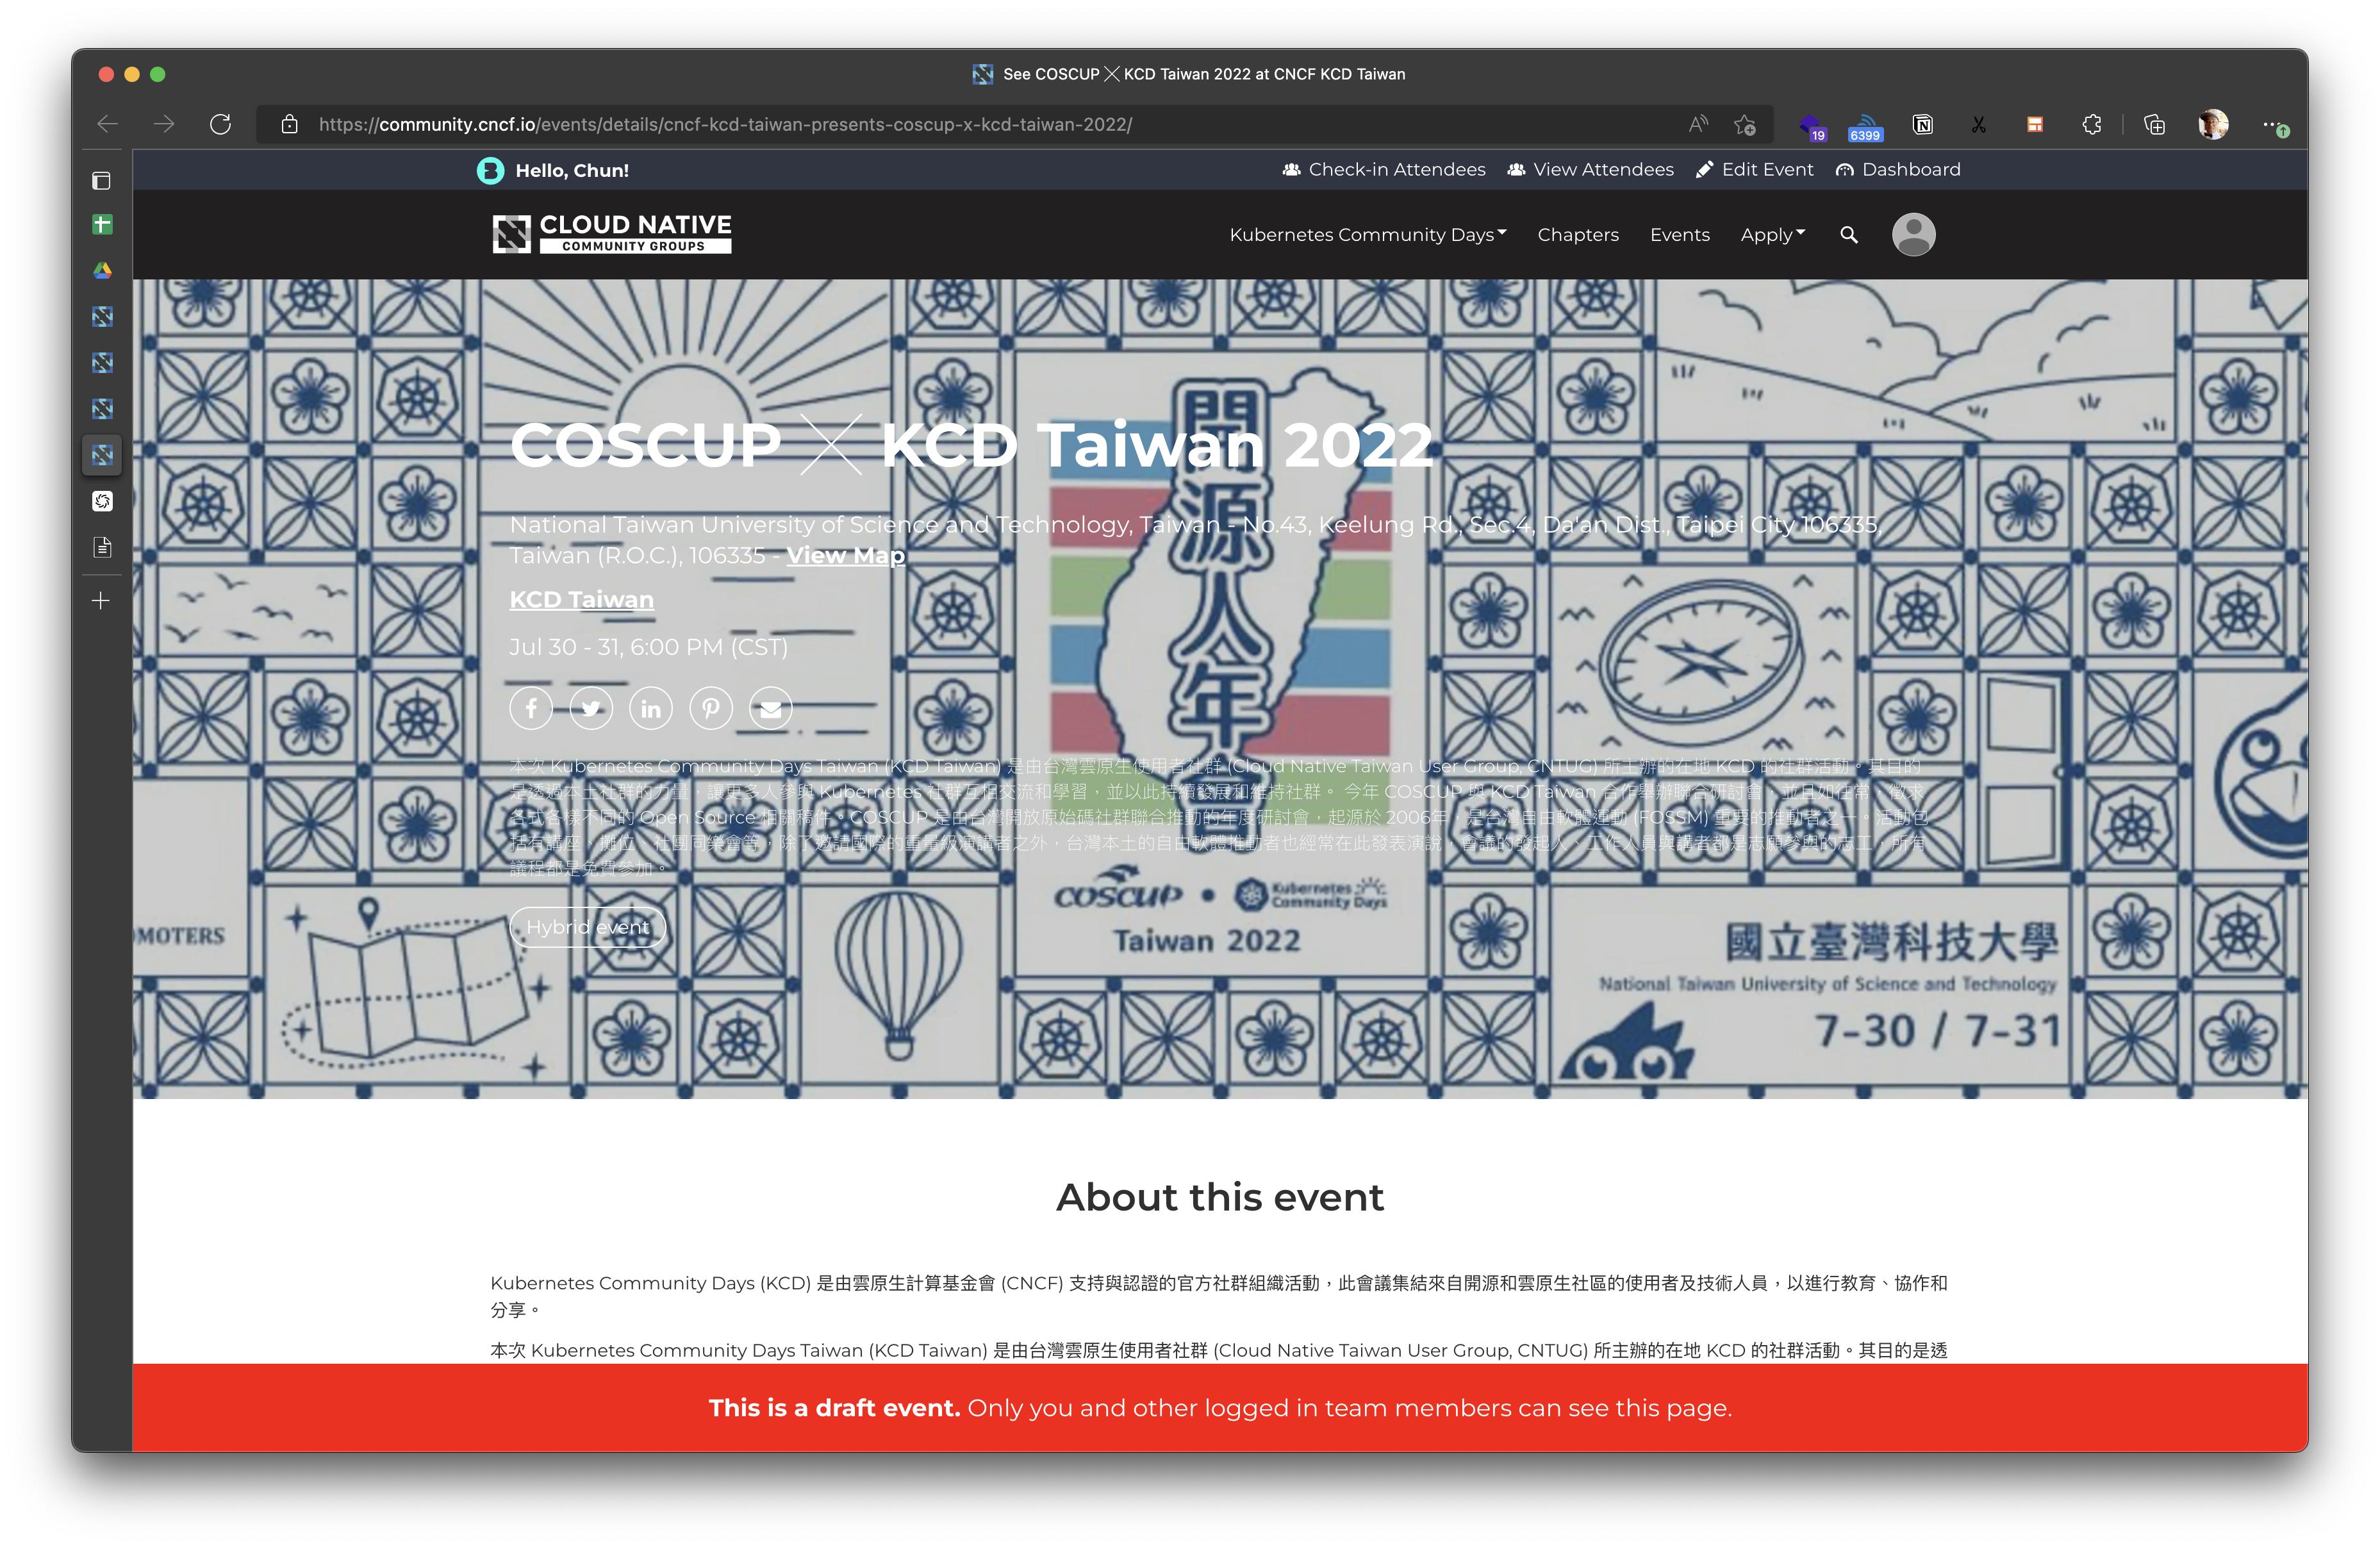 See COSCUP ╳ KCD Taiwan 2022 at CNCF KCD Taiwan
https://community.cncf.io/events/details/cncf-kcd-taiwan-presents-coscup-x-kcd-taiwan-2022/
19
6399
Hello, Chun!
Check-in Attendees
View Attendees
Edit Event
Dashboard
CLOUD NATIVE
COMMUNITY GROUPS
Kubernetes Community Days
Chapters
Events
Apply
開源人年
COSCUP ╳ KCD Taiwan 2022
National Taiwan University of Science and Technology, Taiwan - No.43, Keelung Rd., Sec.4, Da'an Dist., Taipei City 106335,
Taiwan (R.O.C.), 106335 - View Map
KCD Taiwan
Jul 30 - 31, 6:00 PM (CST)
本次 Kubernetes Community Days Taiwan (KCD Taiwan) 是由台灣雲原生使用者社群 (Cloud Native Taiwan User Group, CNTUG) 所主辦的在地 KCD 的社群活動。其目的
是透過本土社群的力量，讓更多人參與 Kubernetes 社群互相交流和學習，並以此持續發展和維持社群。 今年 COSCUP 與 KCD Taiwan 合作舉辦聯合研討會，並且如往常，徵求
各式各樣不同的 Open Source 相關稿件。COSCUP 是由台灣開放原始碼社群聯合推動的年度研討會，起源於 2006年，是台灣自由軟體運動 (FOSSM) 重要的推動者之一。活動包
括有講座、攤位、社團同樂會等，除了邀請國際的重量級演講者之外，台灣本土的自由軟體推動者也經常在此發表演說，會議的發起人、工作人員與講者都是志願參與的志工，所有
議程都是免費參加。
Hybrid event
COSCUP • Kubernetes
Community Days
Taiwan 2022
OMOTERS
國立臺灣科技大學
National Taiwan University of Science and Technology
7-30 / 7-31
About this event
Kubernetes Community Days (KCD) 是由雲原生計算基金會 (CNCF) 支持與認證的官方社群組織活動，此會議集結來自開源和雲原生社區的使用者及技術人員，以進行教育、協作和
分享。
本次 Kubernetes Community Days Taiwan (KCD Taiwan) 是由台灣雲原生使用者社群 (Cloud Native Taiwan User Group, CNTUG) 所主辦的在地 KCD 的社群活動。其目的是透
This is a draft event. Only you and other logged in team members can see this page.